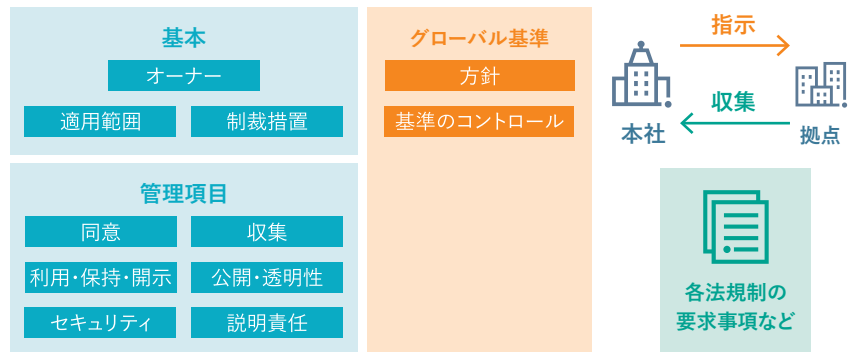 基本
オーナー
適用範囲
制裁措置
管理項目
同意
収集
利用・保持・開示
公開・透明性
セキュリティ
説明責任
グローバル基準
方針
基準のコントロール
指示
収集
本社
拠点
各法規制の
要求事項など